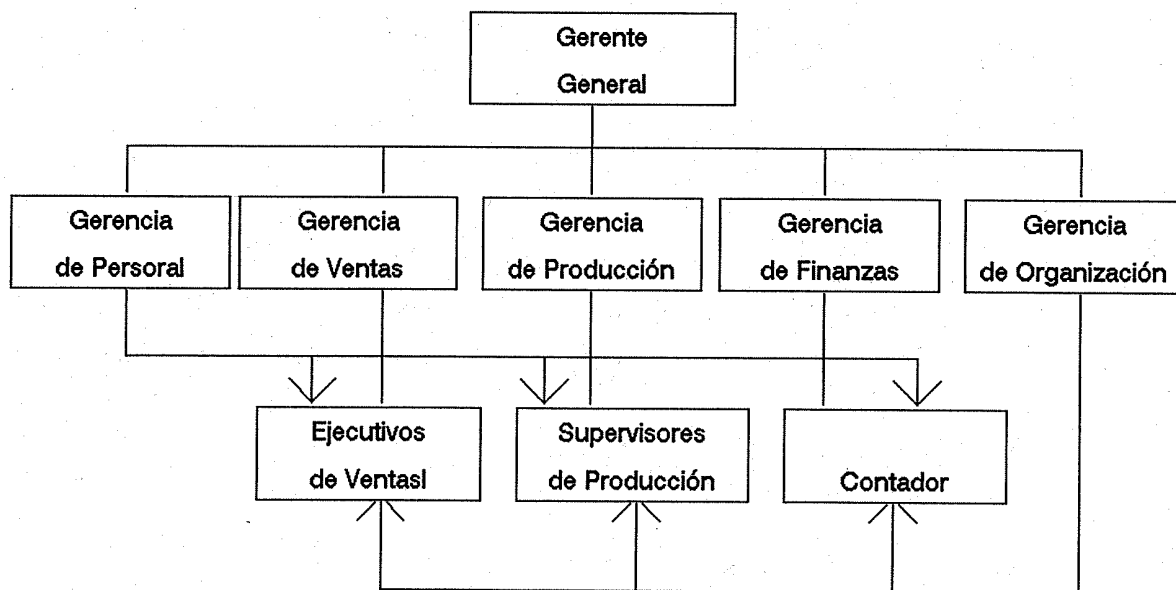 Gerente
General
Gerencia
de Persoral
Gerencia
de Ventas
Gerencia
de Producción
Gerencia
de Finanzas
Gerencia
de Organización
Ejecutivos
de Ventasl
Supervisores
de Producción
Contador